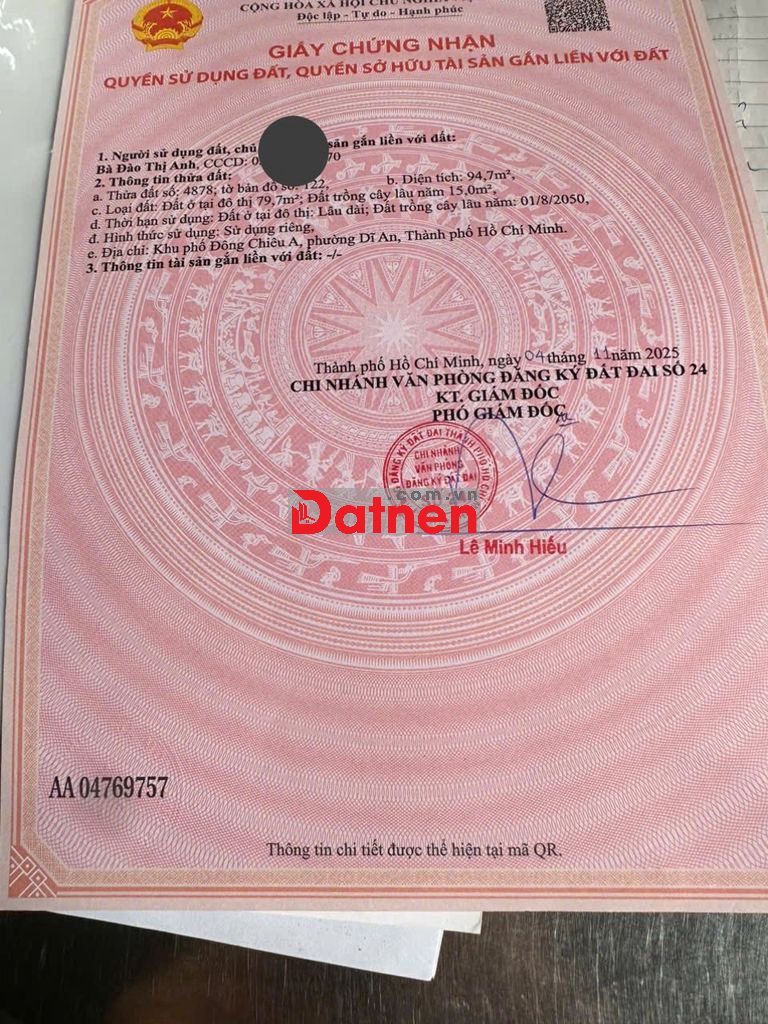 CỘNG HÒA XÃ HỘI CHỦ NGHĨA
Độc lập - Tự do - Hạnh phúc
GIẤY CHỨNG NHẬN
QUYỀN SỬ DỤNG ĐẤT, QUYỀN SỞ HỮU TÀI SẢN GẮN LIỀN VỚI ĐẤT
1. Người sử dụng đất, chủ sản gắn liền với đất:
Bà Đào Thị Anh, CCCD: 0 70
2. Thông tin thửa đất:
a. Thửa đất số: 4878; tờ bản đồ số: 122, b. Diện tích: 94,7m²,
c. Loại đất: Đất ở tại đô thị 79,7m²; Đất trồng cây lâu năm 15,0m²,
d. Thời hạn sử dụng: Đất ở tại đô thị: Lâu dài; Đất trồng cây lâu năm: 01/8/2050,
đ. Hình thức sử dụng: Sử dụng riêng,
e. Địa chỉ: Khu phố Đông Chiêu A, phường Dĩ An, Thành phố Hồ Chí Minh.
3. Thông tin tài sản gắn liền với đất: -/-
Thành phố Hồ Chí Minh, ngày 04 tháng 11 năm 2025
CHI NHÁNH VĂN PHÒNG ĐĂNG KÝ ĐẤT ĐAI SỐ 24
KT. GIÁM ĐỐC
PHÓ GIÁM ĐỐC
ĐĂNG KÝ ĐẤT ĐAI THÀNH PHỐ HỒ CHÍ
CHI NHÁNH
VĂN PHÒNG
ĐĂNG KÝ ĐẤT ĐAI
.com.vn
Datnen
Lê Minh Hiếu
AA 04769757
Thông tin chi tiết được thể hiện tại mã QR.